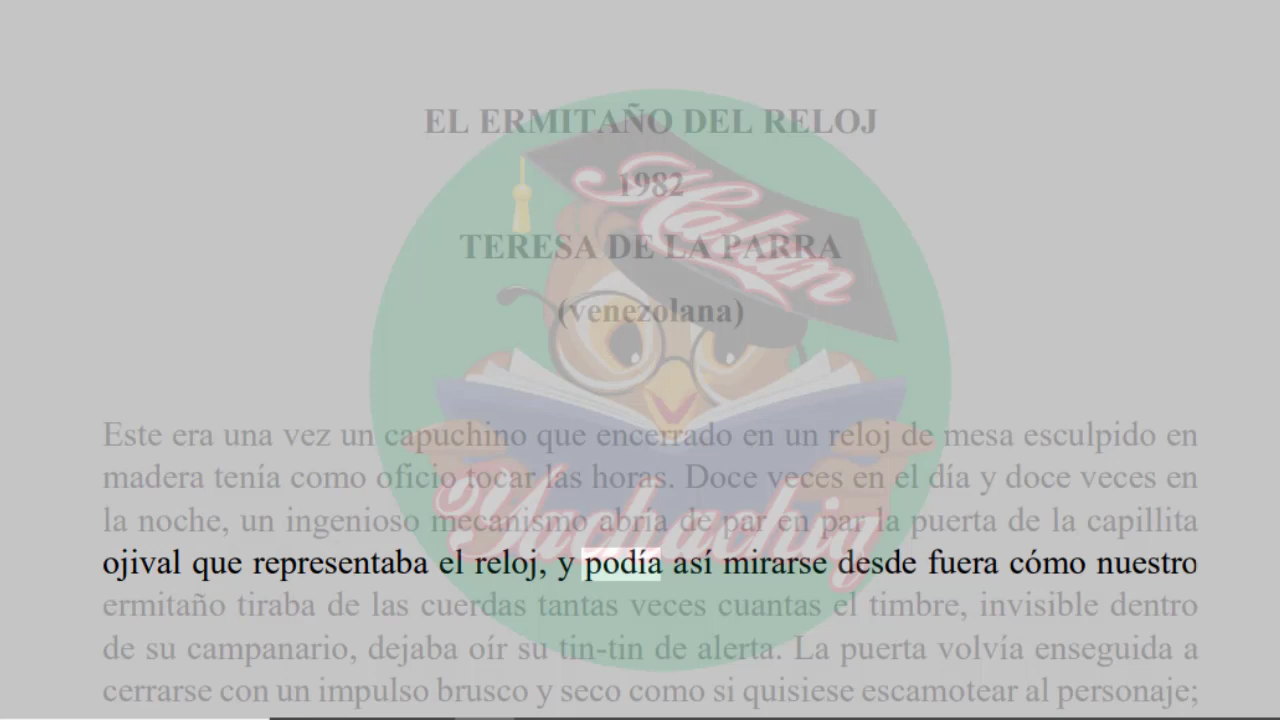 EL ERMITAÑO DEL RELOJ
1982
TERESA DE LA PARRA
(venezolana)
Hatun
Yachachiq
Este era una vez un capuchino que encerrado en un reloj de mesa esculpido en
madera tenía como oficio tocar las horas. Doce veces en el día y doce veces en
la noche, un ingenioso mecanismo abría de par en par la puerta de la capillita
ojival que representaba el reloj, y podía así mirarse desde fuera cómo nuestro
ermitaño tiraba de las cuerdas tantas veces cuantas el timbre, invisible dentro
de su campanario, dejaba oír su tin-tin de alerta. La puerta volvía enseguida a
cerrarse con un impulso brusco y seco como si quisiese escamotear al personaje;